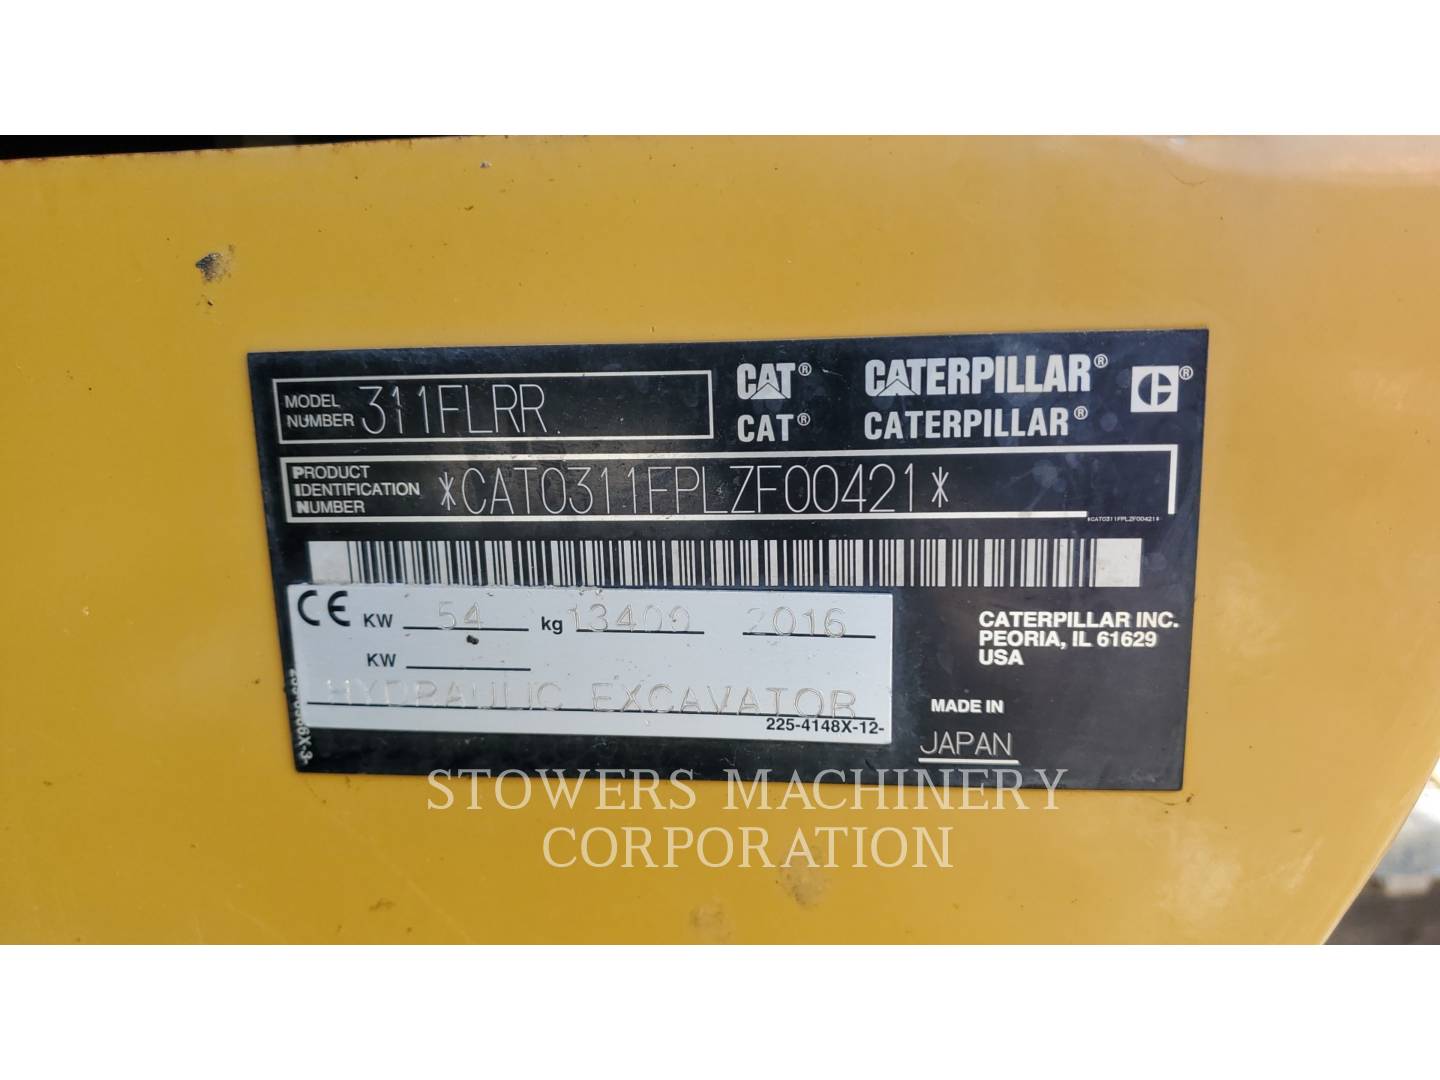 MODEL NUMBER 311FLRR
CAT® CATERPILLAR®
CAT® CATERPILLAR®
PRODUCT IDENTIFICATION NUMBER *CAT0311FPLZF00421*
*CAT0311FPLZF00421*
CE KW 54 kg 13400 2016
KW
HYDRAULIC EXCAVATOR
225-4148X-12-
CATERPILLAR INC.
PEORIA, IL 61629
USA
MADE IN
JAPAN
STOWERS MACHINERY
CORPORATION